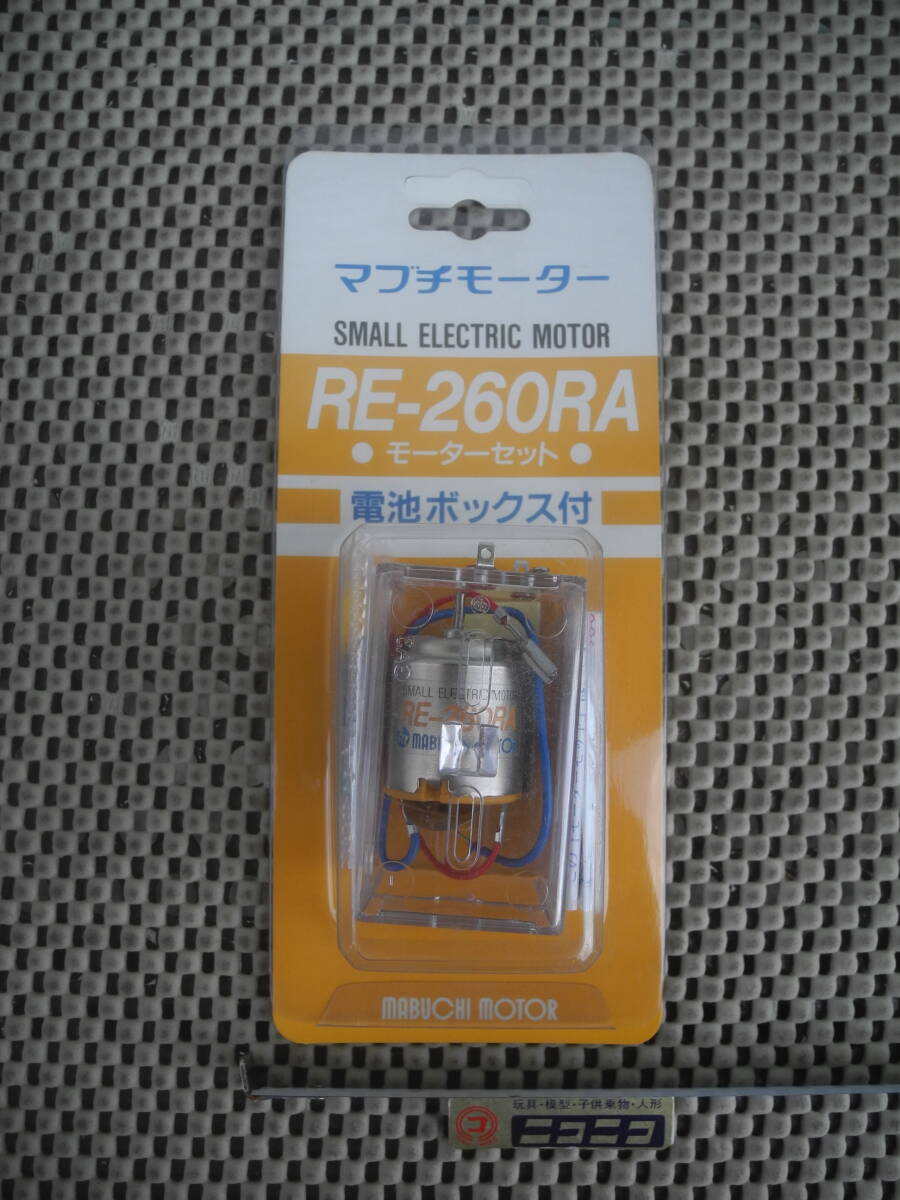 マブチモーター
SMALL ELECTRIC MOTOR
RE-260RA
• モーターセット •
電池ボックス付
SMALL ELECTRIC MOTOR
RE-260RA
MABUCHI MOTOR
MABUCHI MOTOR
玩具・模型・子供乗物・人形
コ ニコニコ